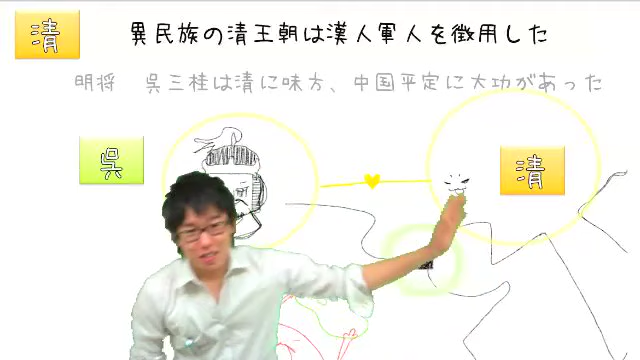 清
異民族の清王朝は漢人軍人を徴用した
明将 呉三桂は清に味方、中国平定に大功があった
呉
清